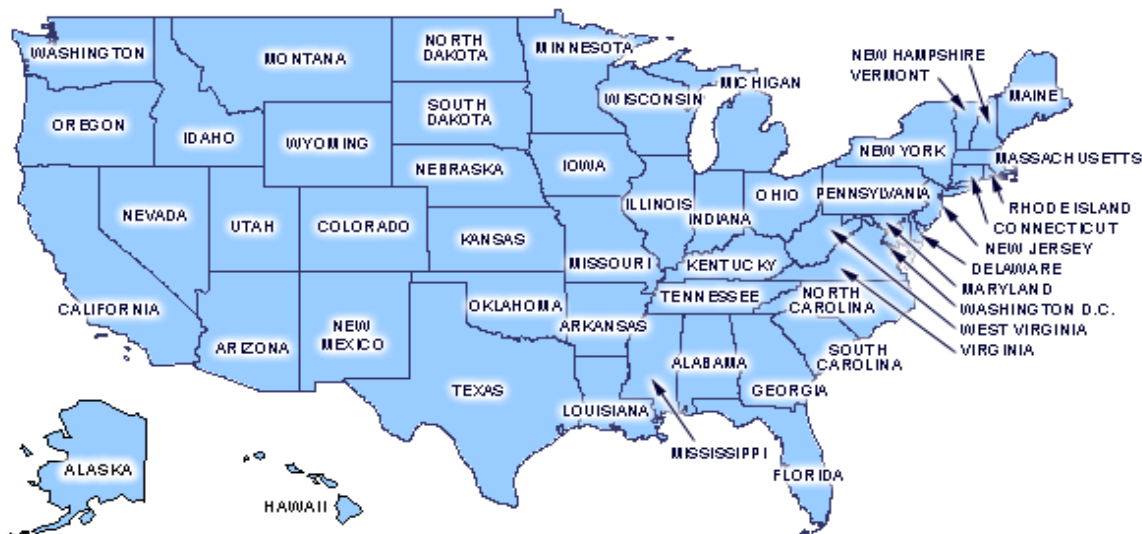 WASHINGTON
MONTANA
NORTH
DAKOTA
MINNESOTA
NEW HAMPSHIRE
VERMONT
MICHIGAN
MAINE
OREGON
IDAHO
WYOMING
SOUTH
DAKOTA
WISCONSIN
NEW YORK
MASSACHUSETTS
NEBRASKA
IOWA
ILLINOIS
INDIANA
OHIO
PENNSYLVANIA
RHODE ISLAND
CONNECTICUT
NEW JERSEY
DELAWARE
MARYLAND
WASHINGTON D.C.
WEST VIRGINIA
VIRGINIA
NEVADA
UTAH
COLORADO
KANSAS
MISSOURI
KENTUCKY
CALIFORNIA
ARIZONA
NEW
MEXICO
OKLAHOMA
ARKANSAS
TENNESSEE
NORTH
CAROLINA
SOUTH
CAROLINA
TEXAS
LOUISIANA
ALABAMA
GEORGIA
MISSISSIPPI
FLORIDA
ALASKA
HAWAII